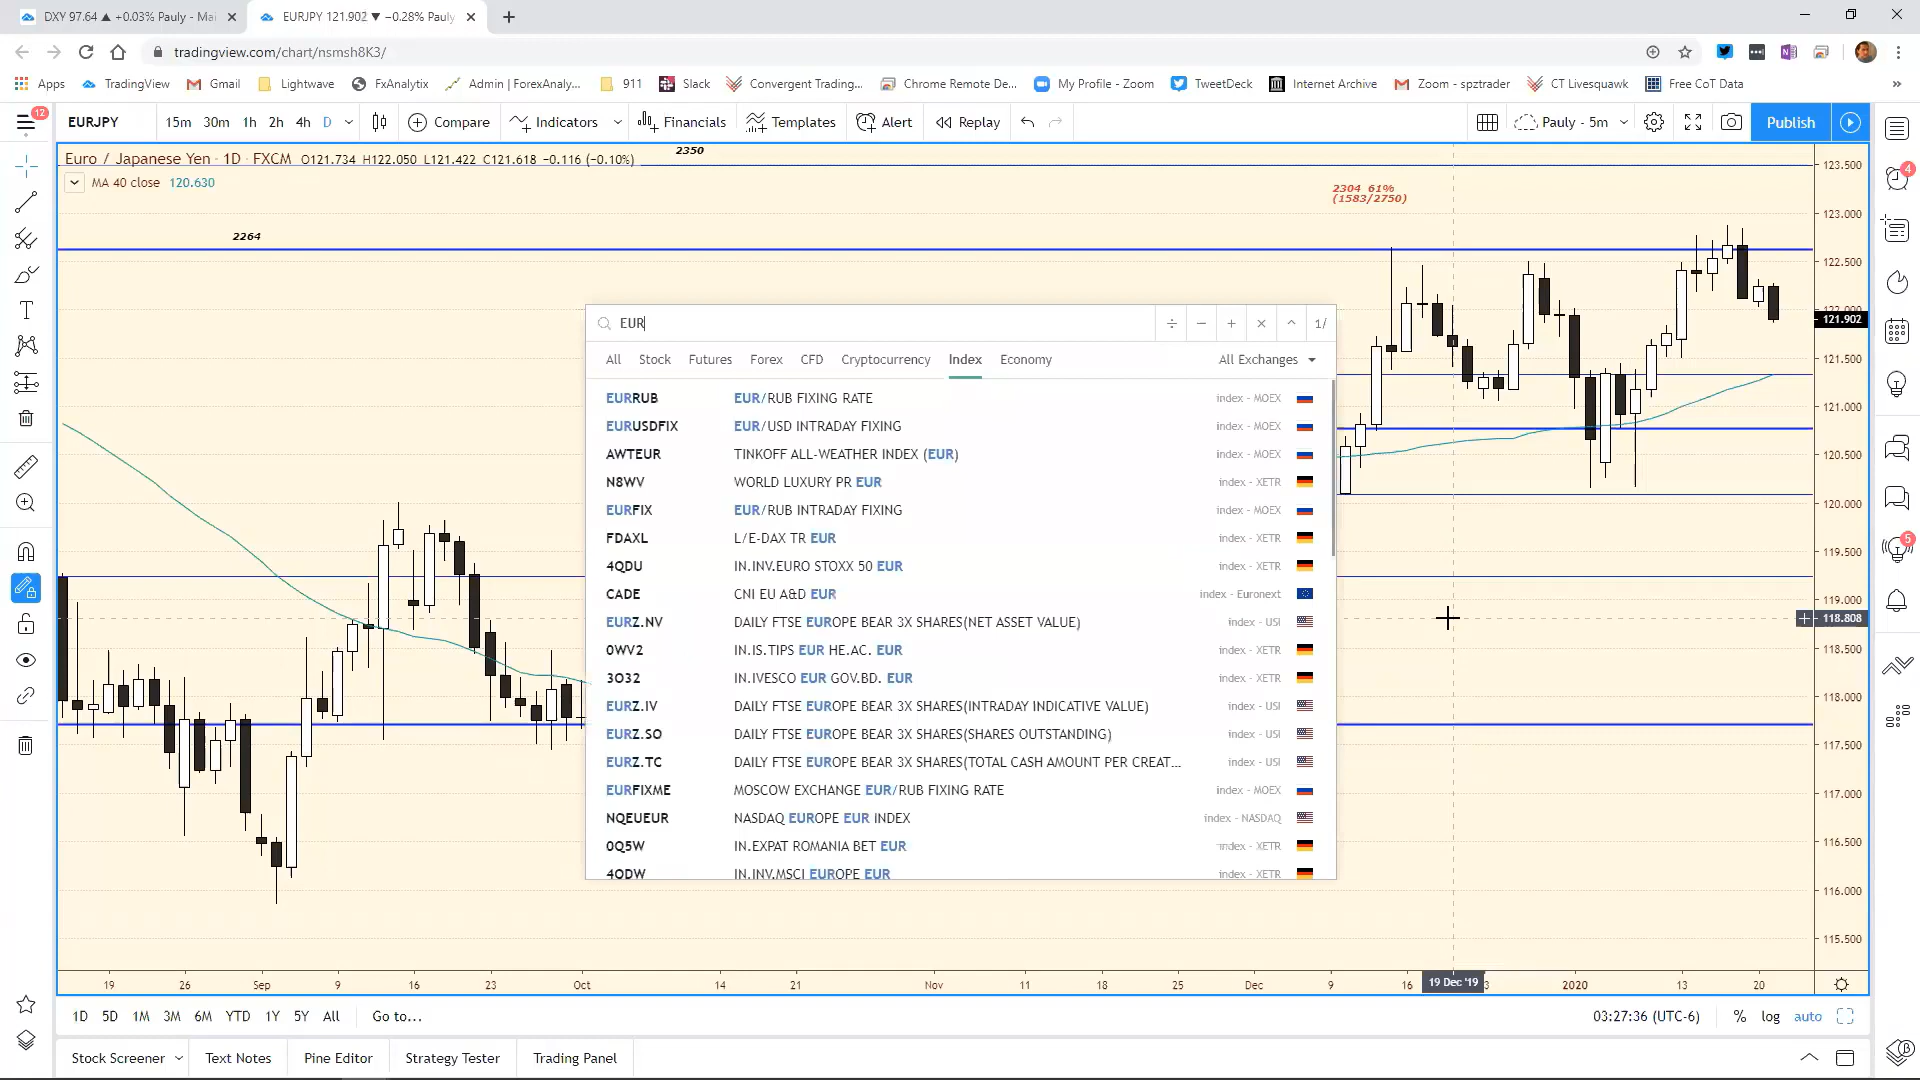 DXY 97.64 ▲ +0.03% Pauly - Mai
EURJPY 121.902 ▼ −0.28% Pauly
tradingview.com/chart/nsmsh8K3/
Apps
TradingView
Gmail
Lightwave
FxAnalytix
Admin | ForexAnaly...
911
Slack
Convergent Trading...
Chrome Remote De...
My Profile - Zoom
TweetDeck
Internet Archive
Zoom - spztrader
CT Livesquawk
Free CoT Data
»
12
EURJPY
15m 30m 1h 2h 4h D
Compare
Indicators
Financials
Templates
Alert
Replay
Pauly - 5m
Publish
4
5
Euro / Japanese Yen · 1D · FXCM O121.734 H122.050 L121.422 C121.618 −0.116 (−0.10%)
MA 40 close 120.630
2350
2264
2304 61%
(1583/2750)
EUR
÷ − + × 1/
All Stock Futures Forex CFD Cryptocurrency Index Economy All Exchanges
EURRUB EUR/RUB FIXING RATE index - MOEX
EURUSDFIX EUR/USD INTRADAY FIXING index - MOEX
AWTEUR TINKOFF ALL-WEATHER INDEX (EUR) index - MOEX
N8WV WORLD LUXURY PR EUR index - XETR
EURFIX EUR/RUB INTRADAY FIXING index - MOEX
FDAXL L/E-DAX TR EUR index - XETR
4QDU IN.INV.EURO STOXX 50 EUR index - XETR
CADE CNI EU A&D EUR index - Euronext
EURZ.NV DAILY FTSE EUROPE BEAR 3X SHARES(NET ASSET VALUE) index - USI
0WV2 IN.IS.TIPS EUR HE.AC. EUR index - XETR
3O32 IN.IVESCO EUR GOV.BD. EUR index - XETR
EURZ.IV DAILY FTSE EUROPE BEAR 3X SHARES(INTRADAY INDICATIVE VALUE) index - USI
EURZ.SO DAILY FTSE EUROPE BEAR 3X SHARES(SHARES OUTSTANDING) index - USI
EURZ.TC DAILY FTSE EUROPE BEAR 3X SHARES(TOTAL CASH AMOUNT PER CREAT... index - USI
EURFIXME MOSCOW EXCHANGE EUR/RUB FIXING RATE index - MOEX
NQEUEUR NASDAQ EUROPE EUR INDEX index - NASDAQ
0Q5W IN.EXPAT ROMANIA BET EUR index - XETR
4ODW IN.INV.MSCI EUROPE EUR index - XETR
123.500
123.000
122.500
122.000
121.902
121.500
121.000
120.500
120.000
119.500
119.000
118.808
118.500
118.000
117.500
117.000
116.500
116.000
115.500
19 26 Sep 9 16 23 Oct 14 21 Nov 11 18 25 Dec 9 16 19 Dec '19 3 2020 13 20
1D 5D 1M 3M 6M YTD 1Y 5Y All Go to...
03:27:36 (UTC-6) % log auto
Stock Screener Text Notes Pine Editor Strategy Tester Trading Panel